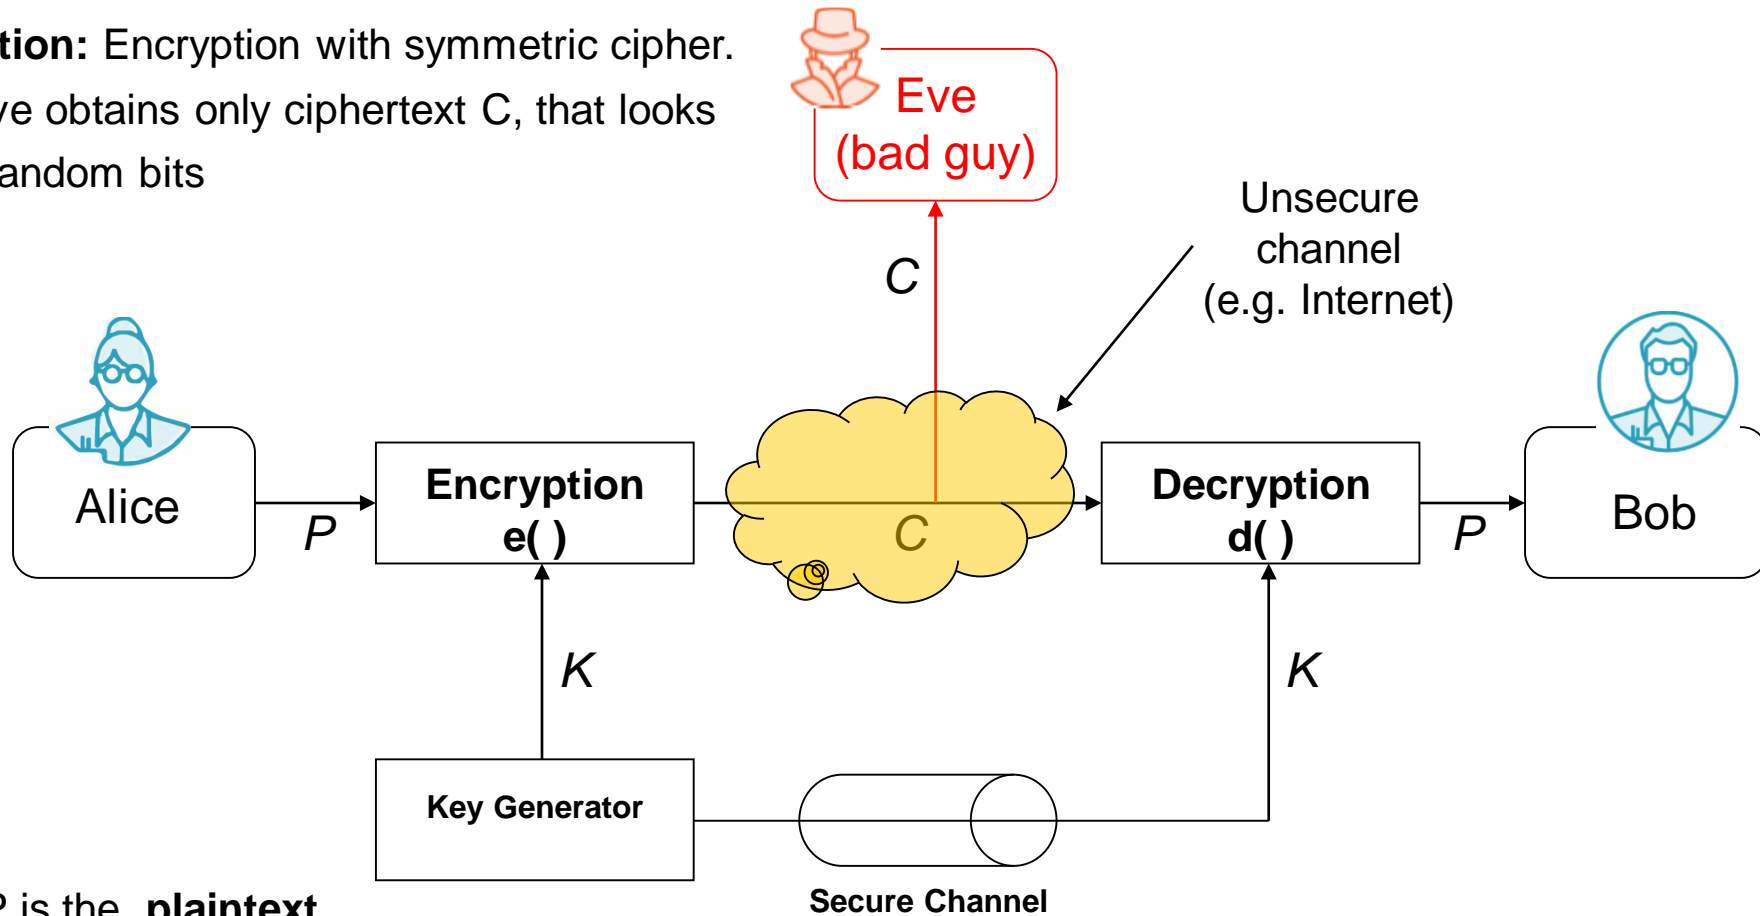 tion: Encryption with symmetric cipher.
ve obtains only ciphertext C, that looks
andom bits
Eve
(bad guy)
Unsecure
channel
(e.g. Internet)
C
Alice
P
Encryption
e( )
C
Decryption
d( )
P
Bob
K
K
Key Generator
Secure Channel
is the plaintext